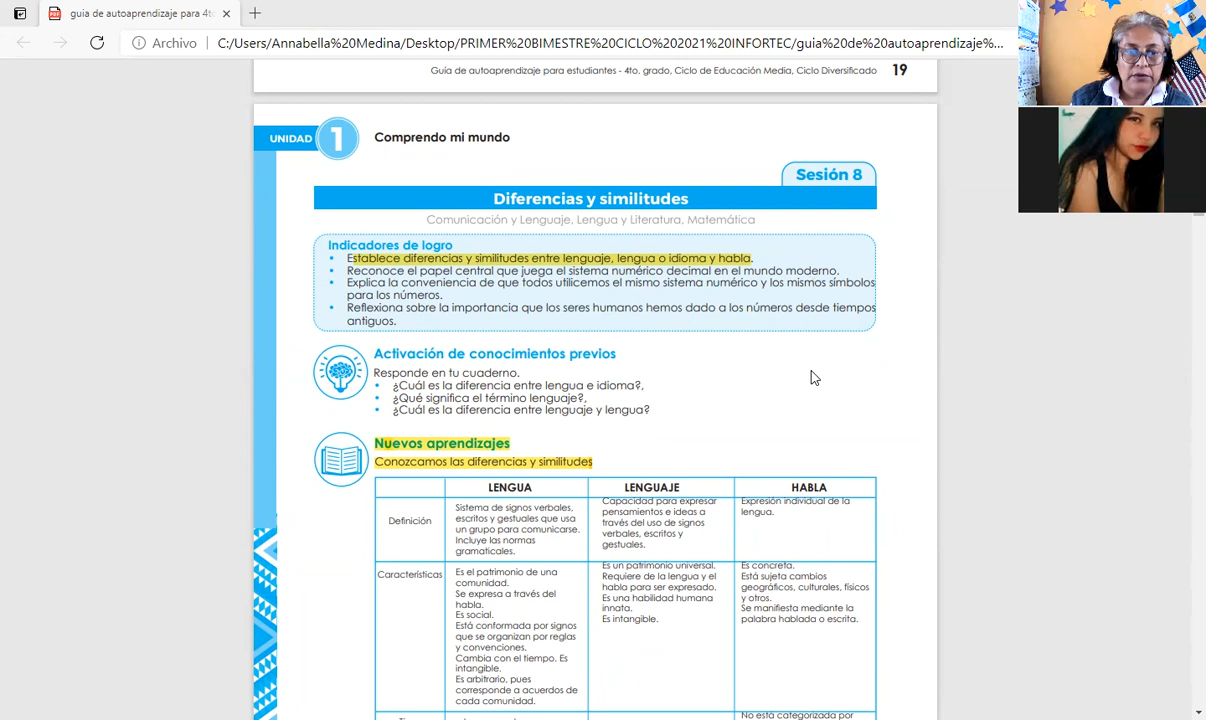 guia de autoaprendizaje para 4to
Archivo
C:/Users/Annabella%20Medina/Desktop/PRIMER%20BIMESTRE%20CICLO%202021%20INFORTEC/guia%20de%20autoaprendizaje%...
Guía de autoaprendizaje para estudiantes - 4to. grado, Ciclo de Educación Media, Ciclo Diversificado 19
UNIDAD 1 Comprendo mi mundo
Sesión 8
Diferencias y similitudes
Comunicación y Lenguaje, Lengua y Literatura, Matemática
Indicadores de logro
• Establece diferencias y similitudes entre lenguaje, lengua o idioma y habla.
• Reconoce el papel central que juega el sistema numérico decimal en el mundo moderno.
• Explica la conveniencia de que todos utilicemos el mismo sistema numérico y los mismos símbolos
para los números.
• Reflexiona sobre la importancia que los seres humanos hemos dado a los números desde tiempos
antiguos.
Activación de conocimientos previos
Responde en tu cuaderno.
• ¿Cuál es la diferencia entre lengua e idioma?,
• ¿Qué significa el término lenguaje?,
• ¿Cuál es la diferencia entre lenguaje y lengua?
Nuevos aprendizajes
Conozcamos las diferencias y similitudes
LENGUA LENGUAJE HABLA
Definición
Sistema de signos verbales,
escritos y gestuales que usa
un grupo para comunicarse.
Incluye las normas
gramaticales.
Capacidad para expresar
pensamientos e ideas a
través del uso de signos
verbales, escritos y
gestuales.
Expresión individual de la
lengua.
Características
Es el patrimonio de una
comunidad.
Se expresa a través del
habla.
Es social.
Está conformada por signos
que se organizan por reglas
y convenciones.
Cambia con el tiempo. Es
intangible.
Es arbitrario, pues
corresponde a acuerdos de
cada comunidad.
Es un patrimonio universal.
Requiere de la lengua y el
habla para ser expresado.
Es una habilidad humana
innata.
Es intangible.
Es concreta.
Está sujeta cambios
geográficos, culturales, físicos
y otros.
Se manifiesta mediante la
palabra hablada o escrita.
No está categorizada por